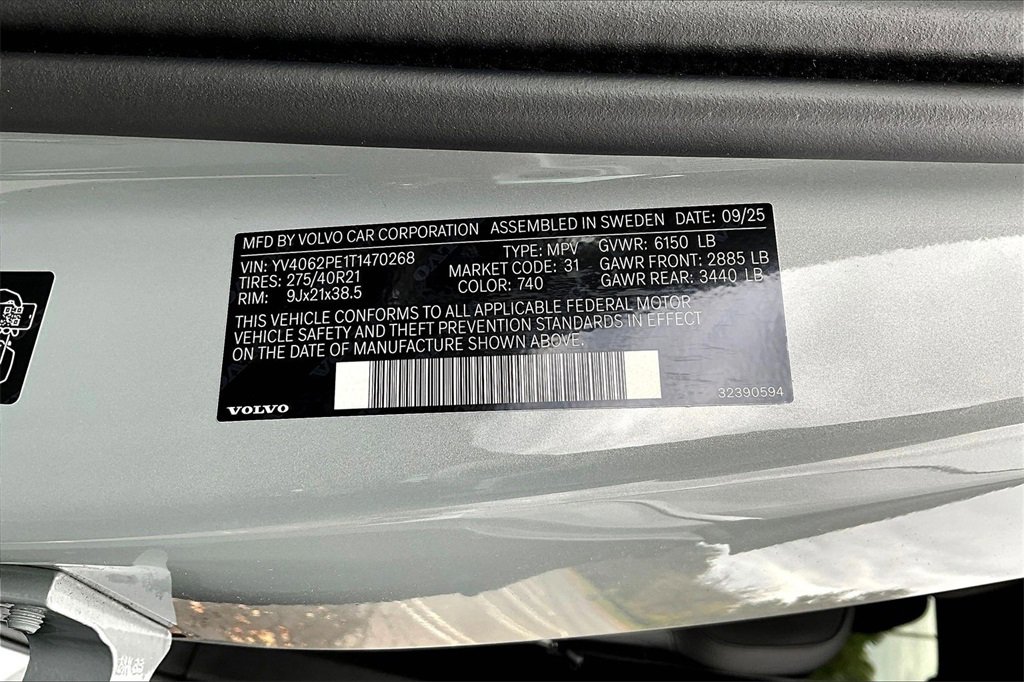 MFD BY VOLVO CAR CORPORATION ASSEMBLED IN SWEDEN DATE: 09/25
VIN: YV4062PE1T1470268 TYPE: MPV GVWR: 6150 LB
TIRES: 275/40R21 MARKET CODE: 31 GAWR FRONT: 2885 LB
RIM: 9Jx21x38.5 COLOR: 740 GAWR REAR: 3440 LB
THIS VEHICLE CONFORMS TO ALL APPLICABLE FEDERAL MOTOR
VEHICLE SAFETY AND THEFT PREVENTION STANDARDS IN EFFECT
ON THE DATE OF MANUFACTURE SHOWN ABOVE.
VOLVO 32390594